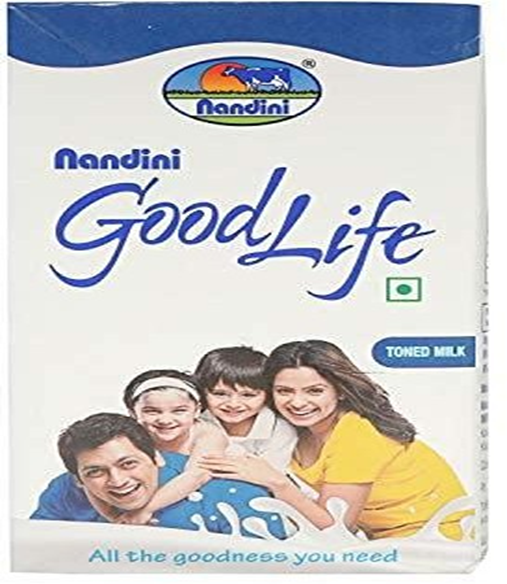 ®
Nandini
Nandini
Good Life
TONED MILK
All the goodness you need